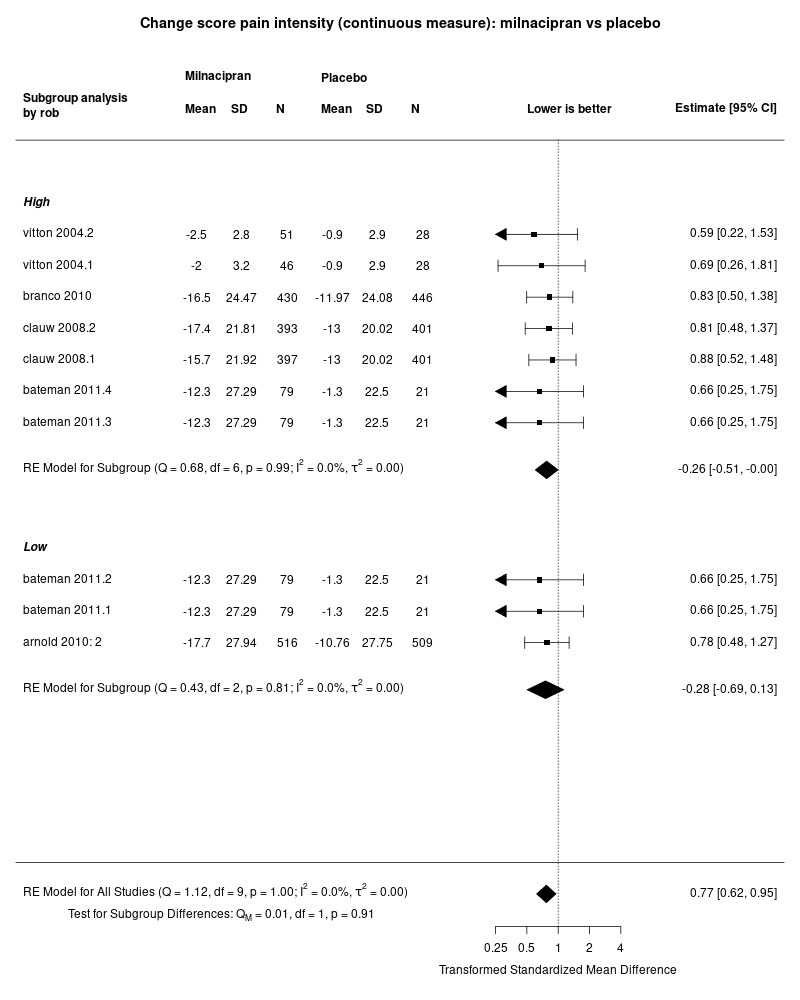 Change score pain intensity (continuous measure): milnacipran vs placebo
Milnacipran Placebo
Subgroup analysis
by rob Mean SD N Mean SD N Lower is better Estimate [95% CI]
High
vitton 2004.2 -2.5 2.8 51 -0.9 2.9 28 0.59 [0.22, 1.53]
vitton 2004.1 -2 3.2 46 -0.9 2.9 28 0.69 [0.26, 1.81]
branco 2010 -16.5 24.47 430 -11.97 24.08 446 0.83 [0.50, 1.38]
clauw 2008.2 -17.4 21.81 393 -13 20.02 401 0.81 [0.48, 1.37]
clauw 2008.1 -15.7 21.92 397 -13 20.02 401 0.88 [0.52, 1.48]
bateman 2011.4 -12.3 27.29 79 -1.3 22.5 21 0.66 [0.25, 1.75]
bateman 2011.3 -12.3 27.29 79 -1.3 22.5 21 0.66 [0.25, 1.75]
RE Model for Subgroup (Q = 0.68, df = 6, p = 0.99; I² = 0.0%, τ² = 0.00) -0.26 [-0.51, -0.00]
Low
bateman 2011.2 -12.3 27.29 79 -1.3 22.5 21 0.66 [0.25, 1.75]
bateman 2011.1 -12.3 27.29 79 -1.3 22.5 21 0.66 [0.25, 1.75]
arnold 2010: 2 -17.7 27.94 516 -10.76 27.75 509 0.78 [0.48, 1.27]
RE Model for Subgroup (Q = 0.43, df = 2, p = 0.81; I² = 0.0%, τ² = 0.00) -0.28 [-0.69, 0.13]
RE Model for All Studies (Q = 1.12, df = 9, p = 1.00; I² = 0.0%, τ² = 0.00) 0.77 [0.62, 0.95]
Test for Subgroup Differences: Q_M = 0.01, df = 1, p = 0.91
0.25 0.5 1 2 4
Transformed Standardized Mean Difference